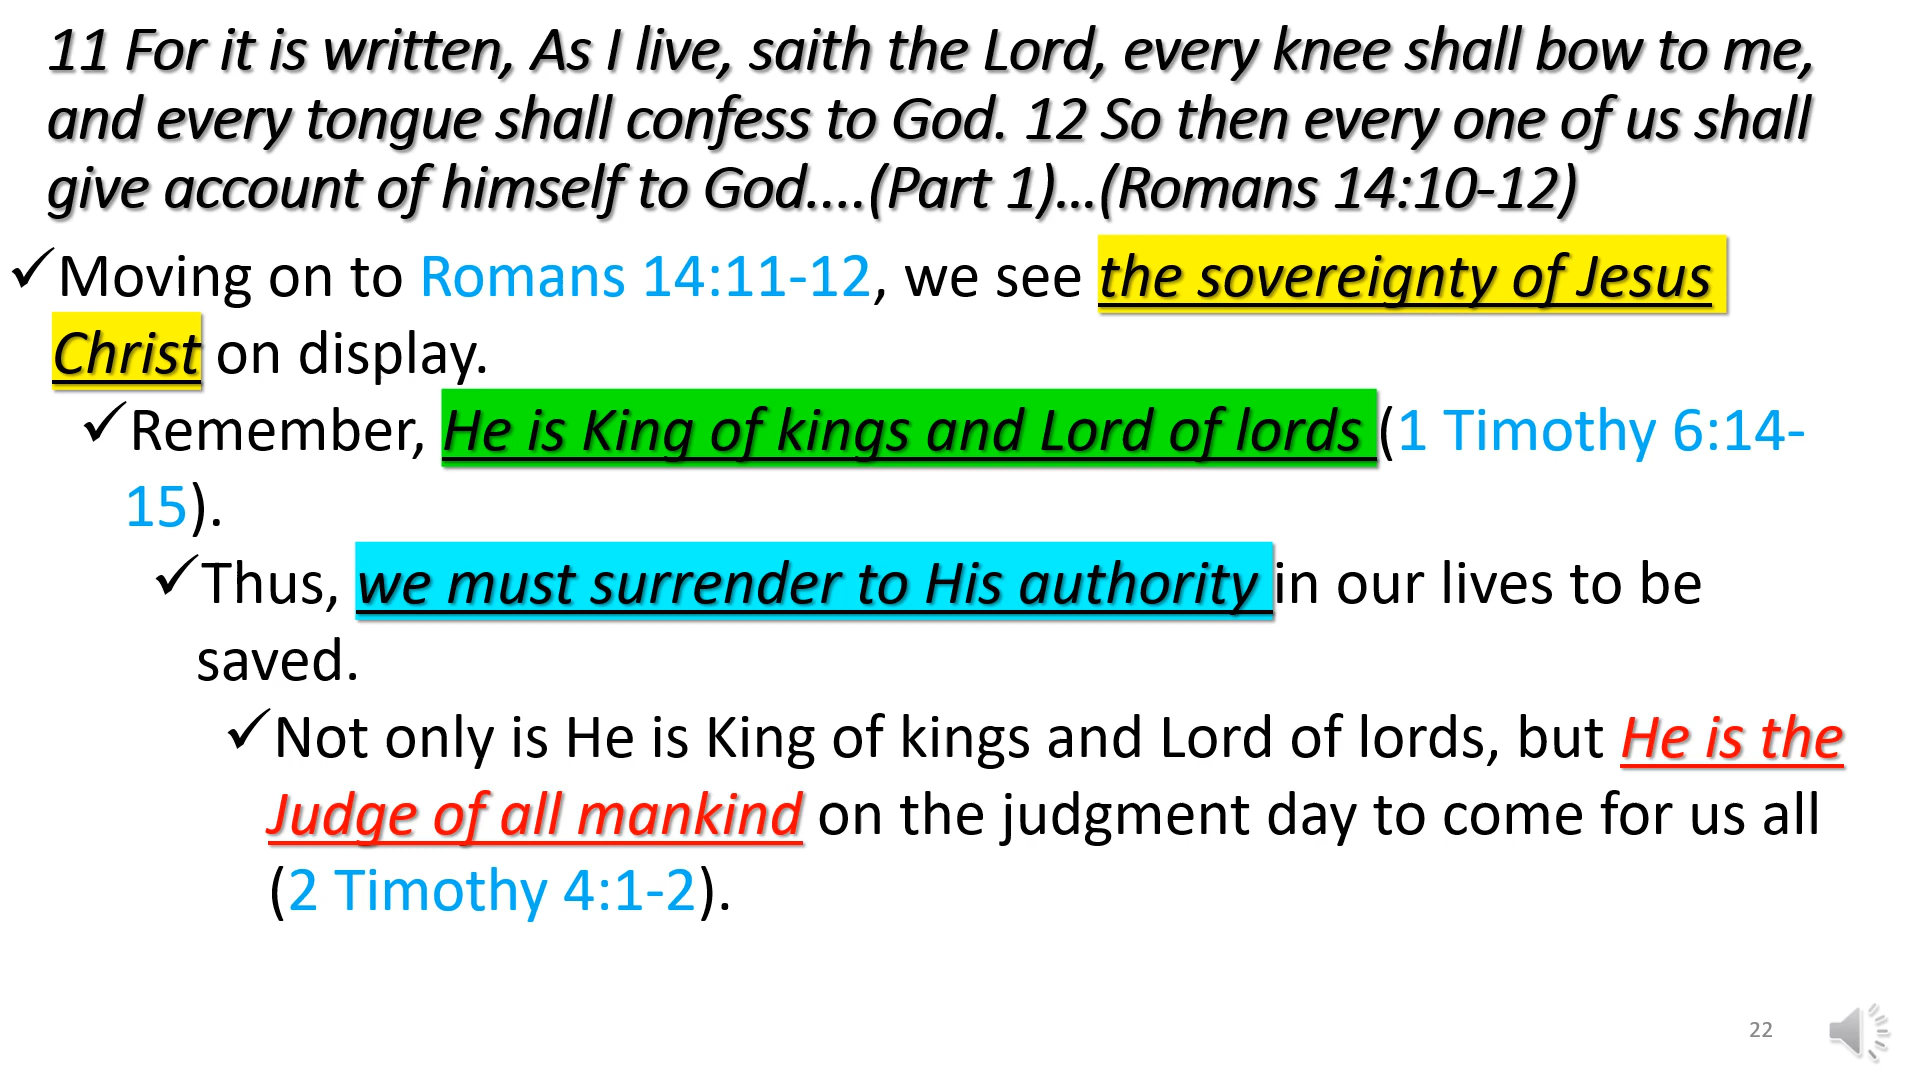 11 For it is written, As I live, saith the Lord, every knee shall bow to me,
and every tongue shall confess to God. 12 So then every one of us shall
give account of himself to God....(Part 1)...(Romans 14:10-12)
✓Moving on to Romans 14:11-12, we see the sovereignty of Jesus
Christ on display.
✓Remember, He is King of kings and Lord of lords (1 Timothy 6:14-
15).
✓Thus, we must surrender to His authority in our lives to be
saved.
✓Not only is He is King of kings and Lord of lords, but He is the
Judge of all mankind on the judgment day to come for us all
(2 Timothy 4:1-2).
22